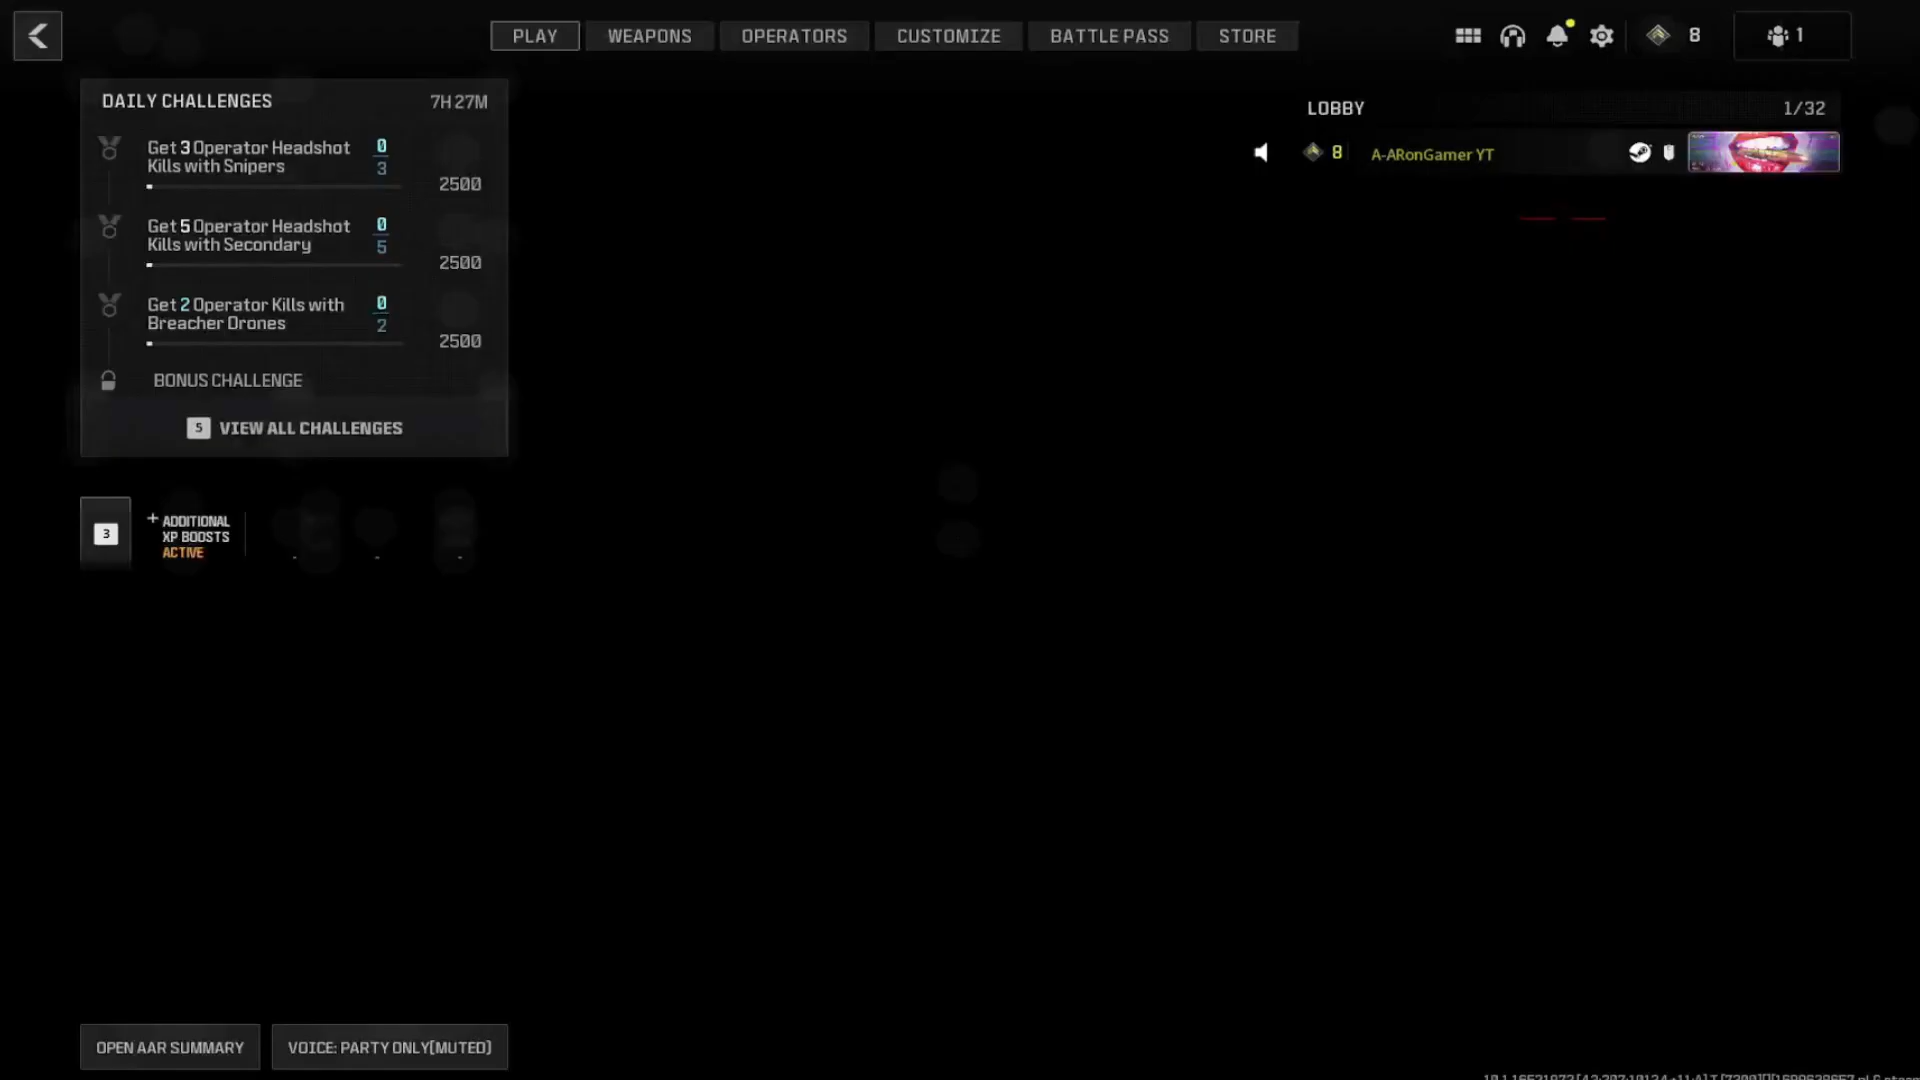 PLAY WEAPONS OPERATORS CUSTOMIZE BATTLE PASS STORE 8 1
DAILY CHALLENGES 7H 27M
Get 3 Operator Headshot
Kills with Snipers
0
3
2500
Get 5 Operator Headshot
Kills with Secondary
0
5
2500
Get 2 Operator Kills with
Breacher Drones
0
2
2500
BONUS CHALLENGE
5 VIEW ALL CHALLENGES
3
+ ADDITIONAL
XP BOOSTS
ACTIVE
LOBBY 1/32
8 A-ARonGamer YT
OPEN AAR SUMMARY
VOICE: PARTY ONLY(MUTED)